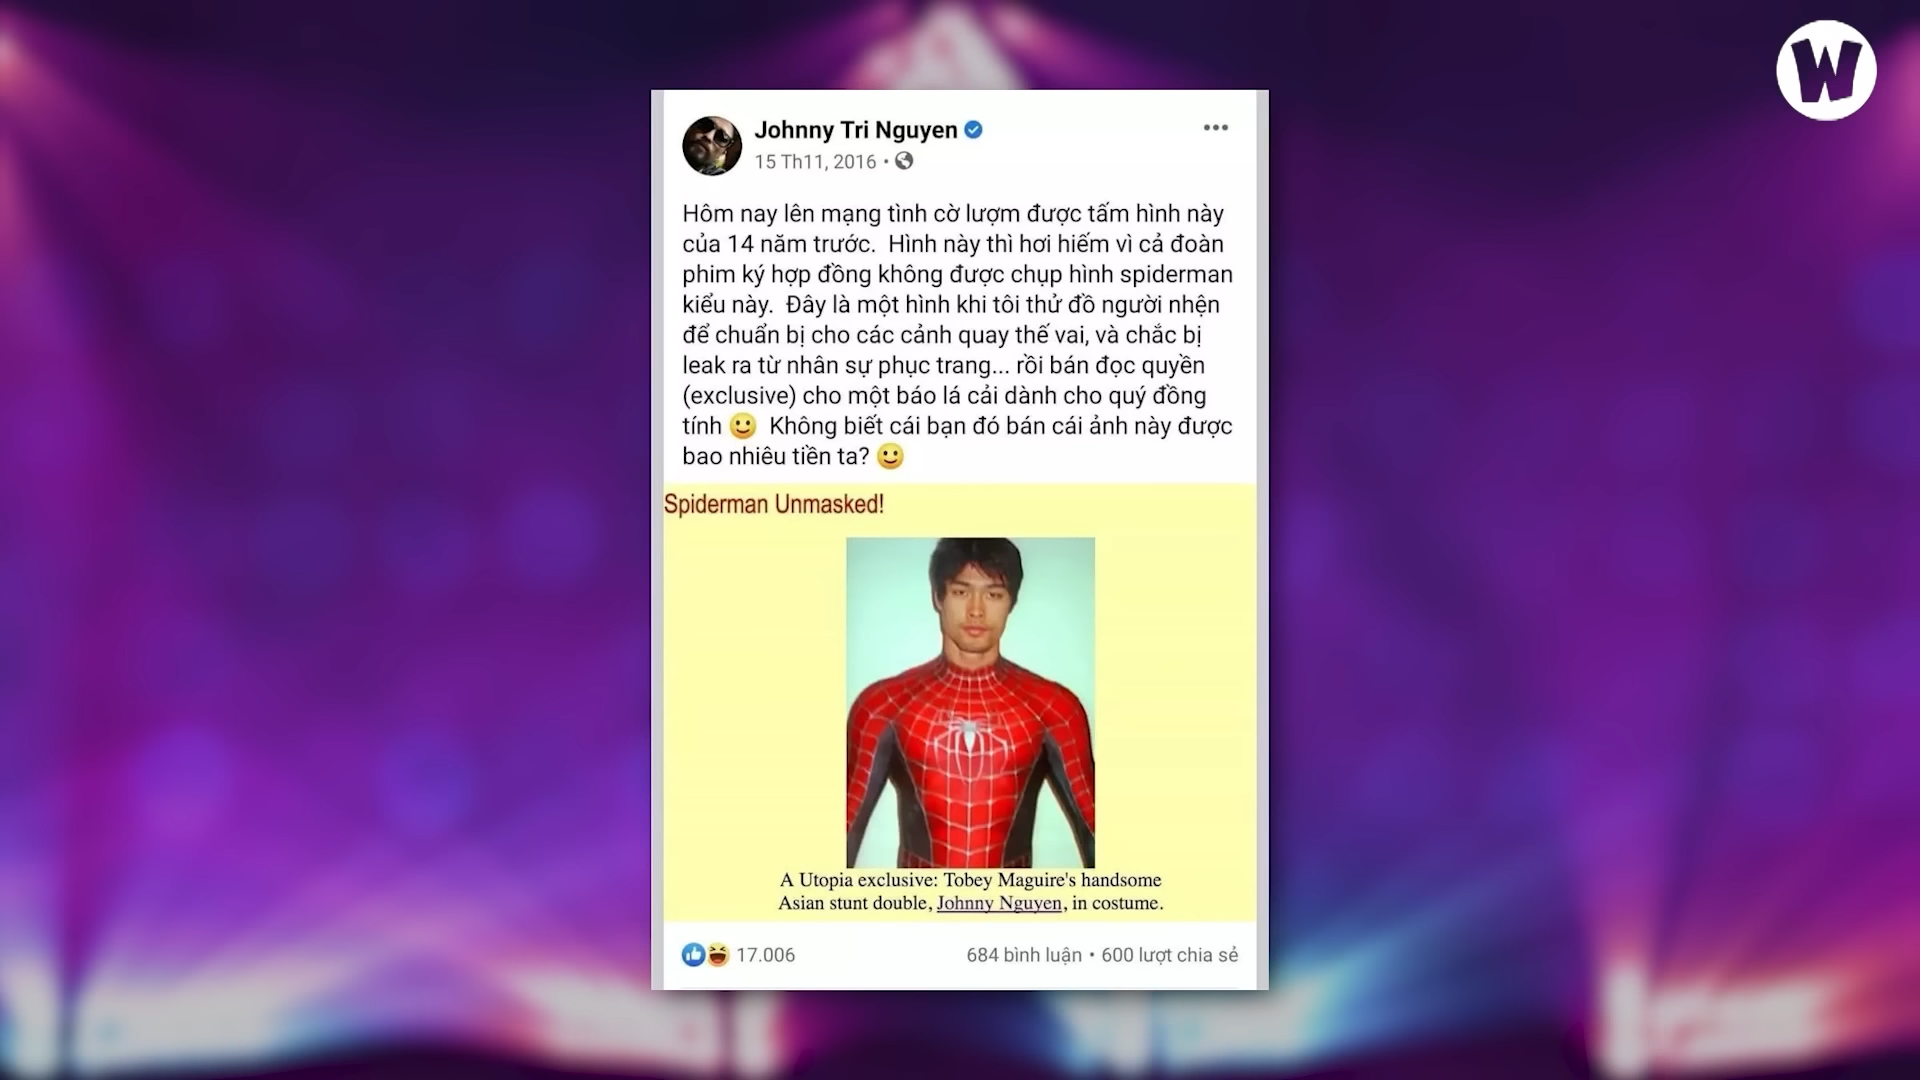 W
Johnny Tri Nguyen
15 Th11, 2016
Hôm nay lên mạng tình cờ lượm được tấm hình này
của 14 năm trước. Hình này thì hơi hiếm vì cả đoàn
phim ký hợp đồng không được chụp hình spiderman
kiểu này. Đây là một hình khi tôi thử đồ người nhện
để chuẩn bị cho các cảnh quay thế vai, và chắc bị
leak ra từ nhân sự phục trang... rồi bán đọc quyền
(exclusive) cho một báo lá cải dành cho quý đồng
tính 🙂 Không biết cái bạn đó bán cái ảnh này được
bao nhiêu tiền ta? 🙂
Spiderman Unmasked!
A Utopia exclusive: Tobey Maguire's handsome
Asian stunt double, Johnny Nguyen, in costume.
17.006 684 bình luận • 600 lượt chia sẻ